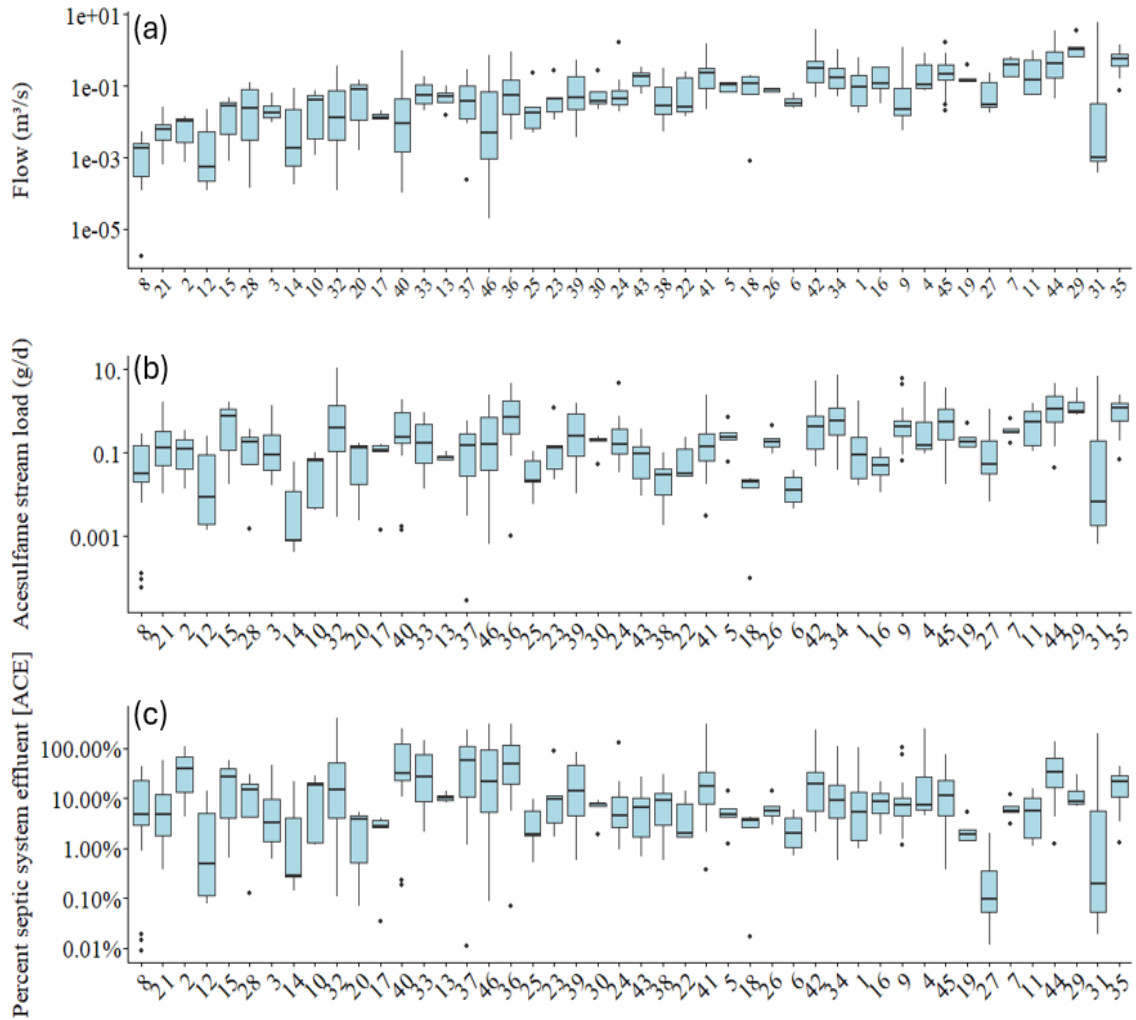 (a)
Flow (m³/s)
1e+01
1e-01
1e-03
1e-05
8 21 2 12 15 28 3 14 10 32 20 17 40 33 13 37 46 36 25 23 39 30 24 43 38 22 41 5 18 26 6 42 34 1 16 9 4 45 19 27 7 11 44 29 31 35
(b)
Acesulfame stream load (g/d)
10.
0.1
0.001
8 21 2 12 15 28 3 14 10 32 20 17 40 33 13 37 46 36 25 23 39 30 24 43 38 22 41 5 18 26 6 42 34 1 16 9 4 45 19 27 7 11 44 29 31 35
(c)
Percent septic system effluent [ACE]
100.00%
10.00%
1.00%
0.10%
0.01%
8 21 2 12 15 28 3 14 10 32 20 17 40 33 13 37 46 36 25 23 39 30 24 43 38 22 41 5 18 26 6 42 34 1 16 9 4 45 19 27 7 11 44 29 31 35